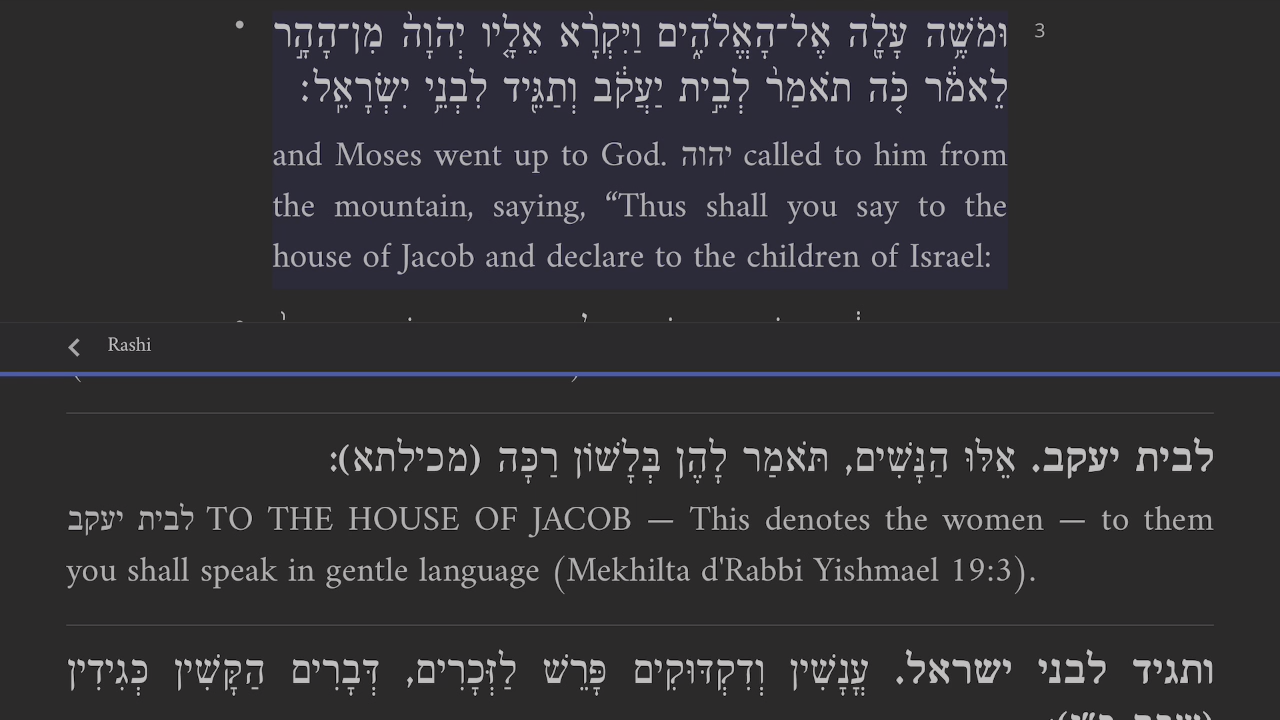 וּמֹשֶׁ֥ה עָלָ֖ה אֶל־הָאֱלֹהִ֑ים וַיִּקְרָ֨א אֵלָ֤יו יְהֹוָה֙ מִן־הָהָ֣ר
3
לֵאמֹ֔ר כֹּ֤ה תֹאמַר֙ לְבֵ֣ית יַעֲקֹ֔ב וְתַגֵּ֖יד לִבְנֵ֥י יִשְׂרָאֵֽל׃
and Moses went up to God. יהוה called to him from
the mountain, saying, “Thus shall you say to the
house of Jacob and declare to the children of Israel:
Rashi
לבית יעקב. אֵלּוּ הַנָּשִׁים, תֹּאמַר לָהֶן בְּלָשׁוֹן רַכָּה (מכילתא):
לבית יעקב TO THE HOUSE OF JACOB — This denotes the women — to them
you shall speak in gentle language (Mekhilta d'Rabbi Yishmael 19:3).
ותגיד לבני ישראל. עֳנָשִׁין וְדִקְדּוּקִים פָּרֵשׁ לַזְּכָרִים, דְּבָרִים הַקָּשִׁין כְּגִידִין